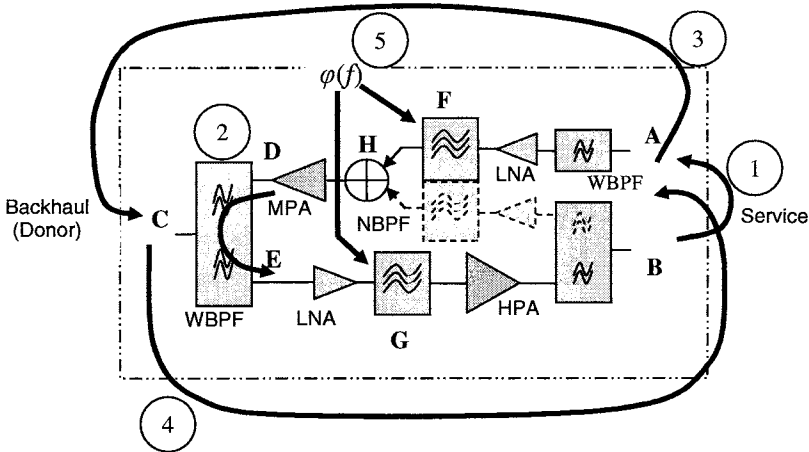 5
3
φ(f)
F
2
D
H
A
LNA
WBPF
1
MPA
NBPF
Backhaul
(Donor)
C
Service
E
B
WBPF
LNA
HPA
G
4